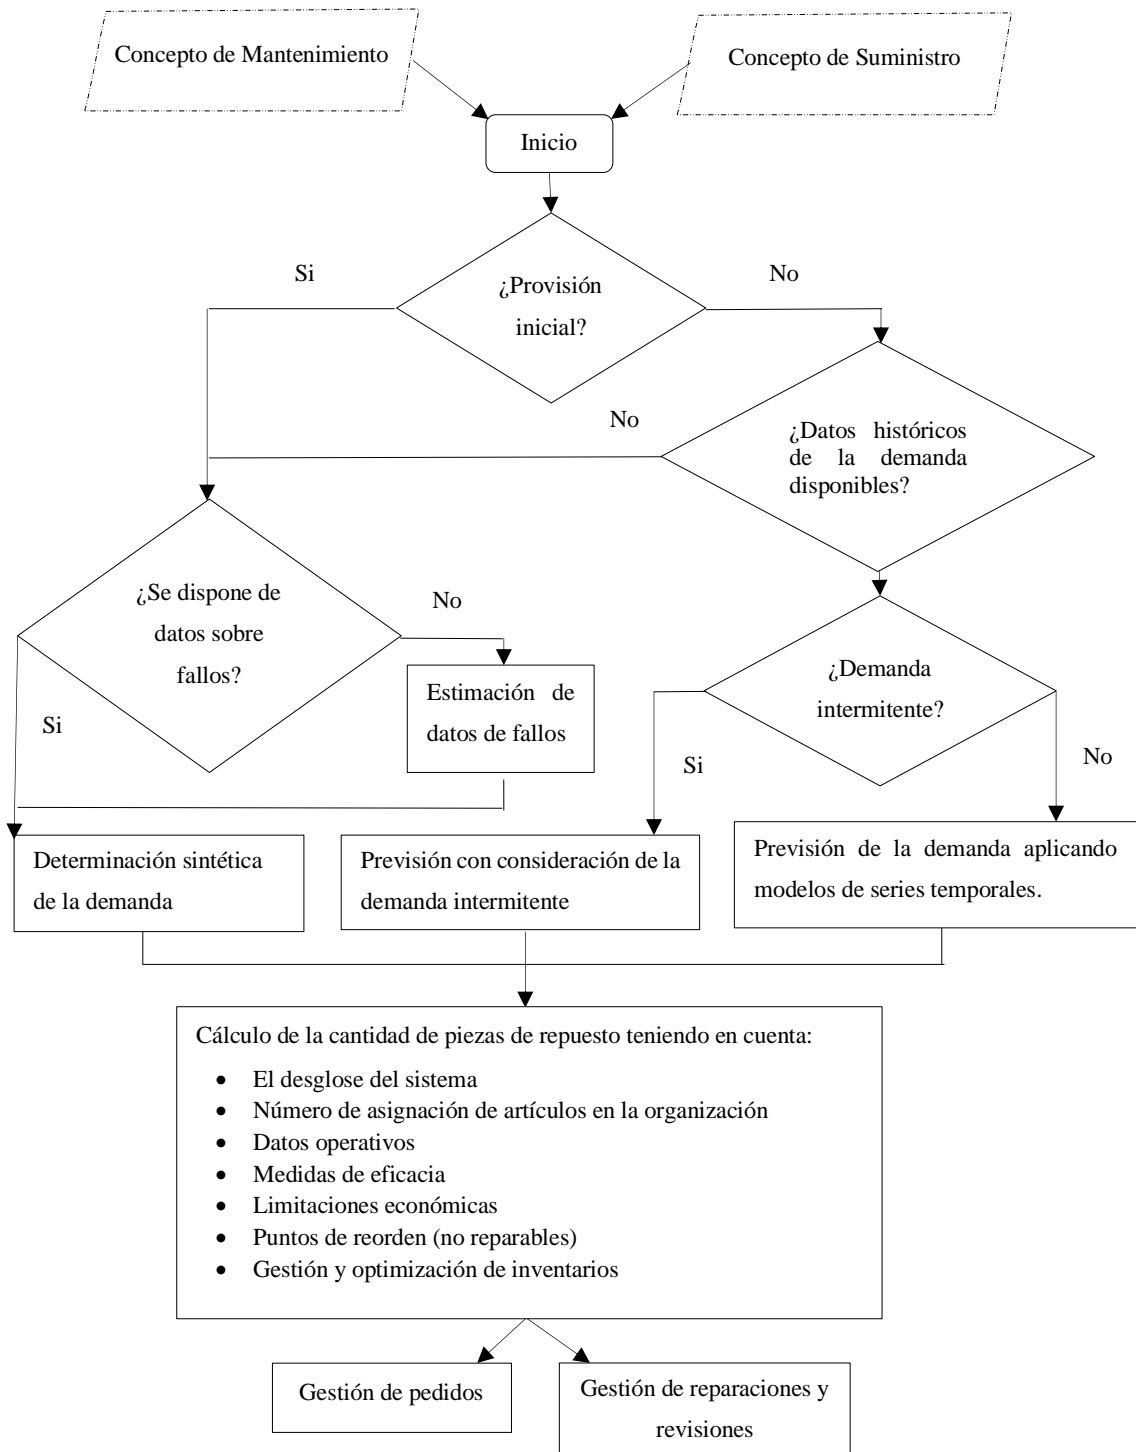 Concepto de Mantenimiento
Concepto de Suministro
Inicio
Si
No
¿Provisión
inicial?
No
¿Datos históricos
de la demanda
disponibles?
¿Se dispone de
datos sobre
fallos?
No
Si
Estimación de
datos de fallos
¿Demanda
intermitente?
Si
No
Determinación sintética
de la demanda
Previsión con consideración de la
demanda intermitente
Previsión de la demanda aplicando
modelos de series temporales.
Cálculo de la cantidad de piezas de repuesto teniendo en cuenta:
• El desglose del sistema
• Número de asignación de artículos en la organización
• Datos operativos
• Medidas de eficacia
• Limitaciones económicas
• Puntos de reorden (no reparables)
• Gestión y optimización de inventarios
Gestión de pedidos
Gestión de reparaciones y
revisiones